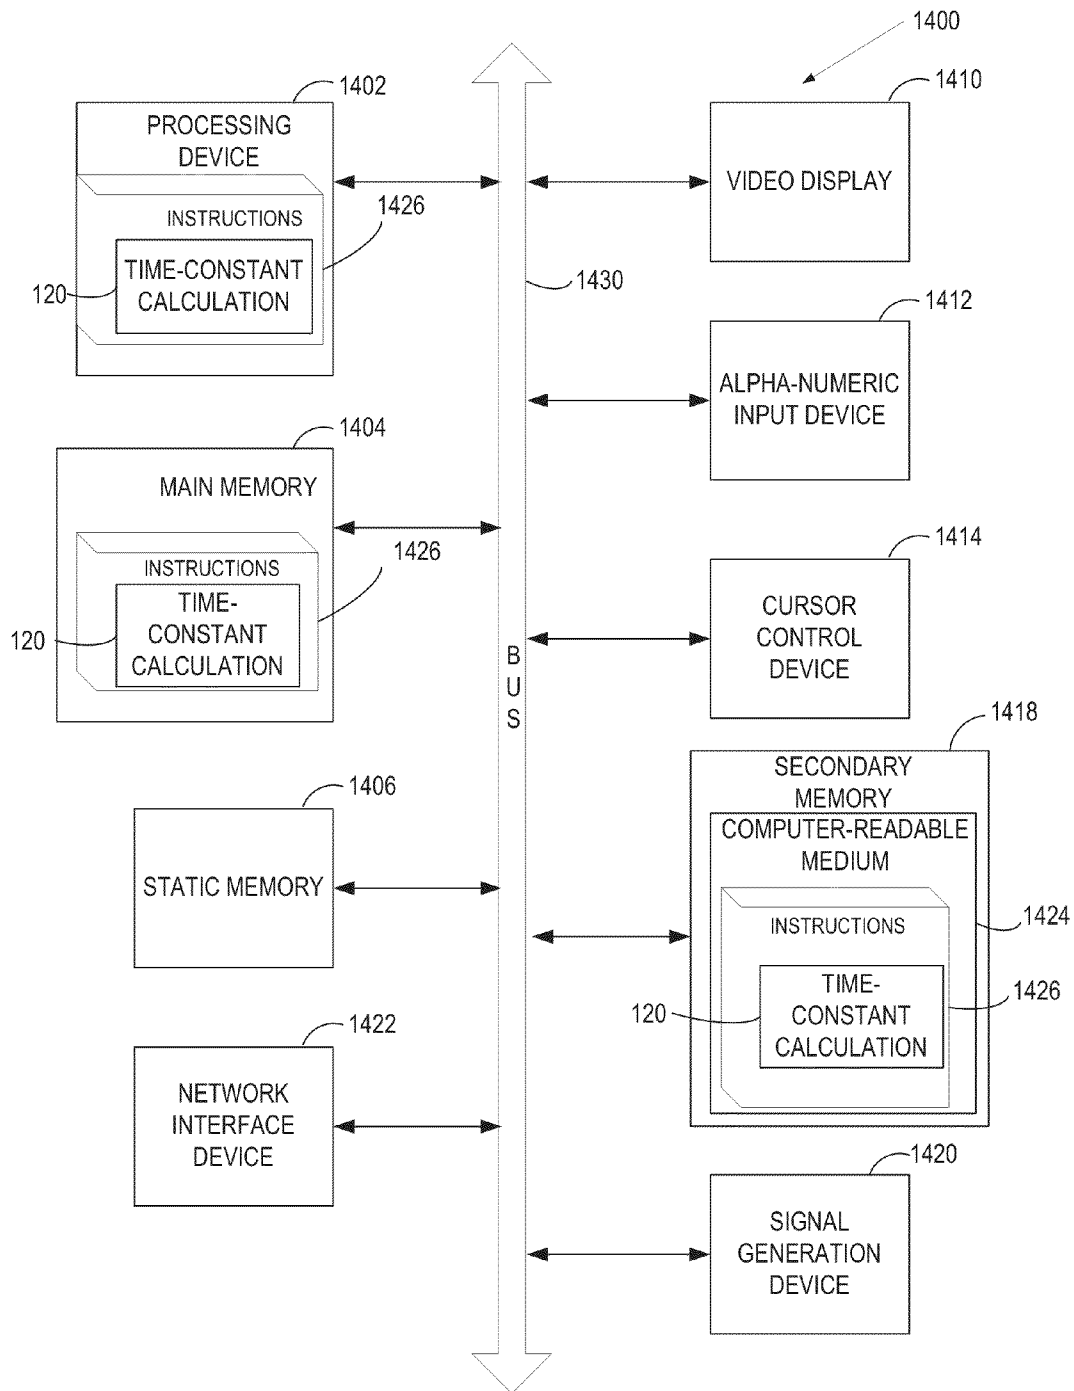 1400
1402
PROCESSING
DEVICE
INSTRUCTIONS
1426
120
TIME-CONSTANT
CALCULATION
1404
MAIN MEMORY
INSTRUCTIONS
1426
120
TIME-
CONSTANT
CALCULATION
1406
STATIC MEMORY
1422
NETWORK
INTERFACE
DEVICE
1430
B
U
S
1410
VIDEO DISPLAY
1412
ALPHA-NUMERIC
INPUT DEVICE
1414
CURSOR
CONTROL
DEVICE
1418
SECONDARY
MEMORY
COMPUTER-READABLE
MEDIUM
1424
INSTRUCTIONS
1426
120
TIME-
CONSTANT
CALCULATION
1420
SIGNAL
GENERATION
DEVICE